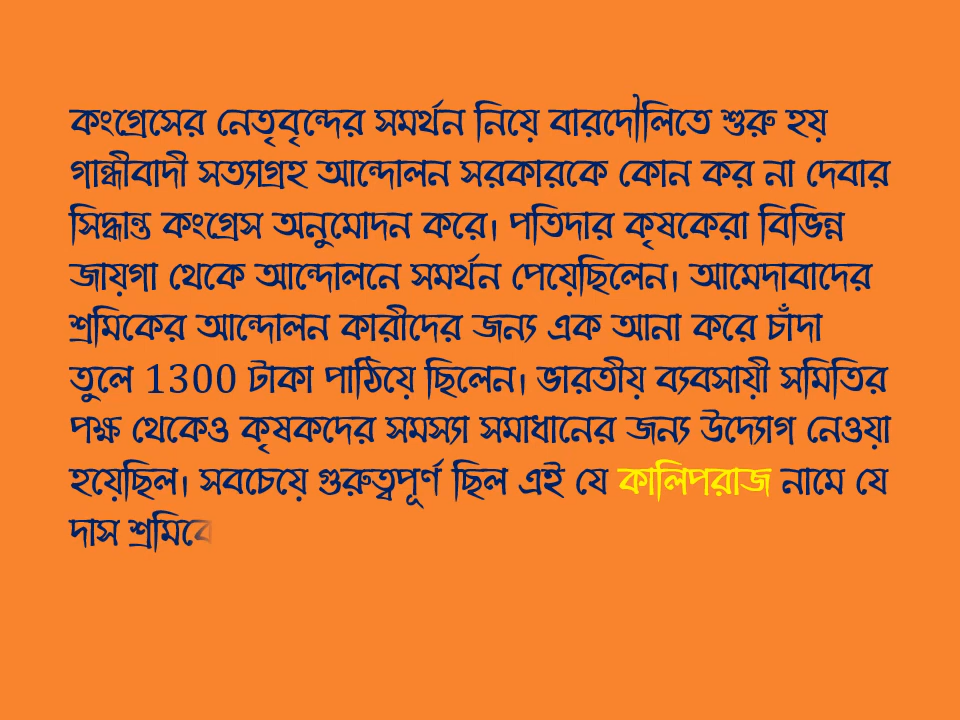 কংগ্রেসের নেতৃবৃন্দের সমর্থন নিয়ে বারদৌলিতে শুরু হয়
গান্ধীবাদী সত্যাগ্রহ আন্দোলন সরকারকে কোন কর না দেবার
সিদ্ধান্ত কংগ্রেস অনুমোদন করে। পতিদার কৃষকেরা বিভিন্ন
জায়গা থেকে আন্দোলনে সমর্থন পেয়েছিলেন। আমেদাবাদের
শ্রমিকের আন্দোলন কারীদের জন্য এক আনা করে চাঁদা
তুলে 1300 টাকা পাঠিয়ে ছিলেন। ভারতীয় ব্যবসায়ী সমিতির
পক্ষ থেকেও কৃষকদের সমস্যা সমাধানের জন্য উদ্যোগ নেওয়া
হয়েছিল। সবচেয়ে গুরুত্বপূর্ণ ছিল এই যে কালিপরাজ নামে যে
দাস